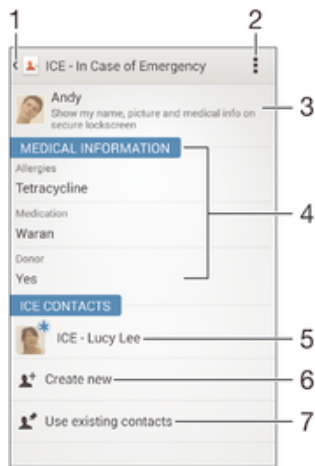 1
2
ICE - In Case of Emergency
Andy
Show my name, picture and medical info on
secure lockscreen
3
MEDICAL INFORMATION
Allergies
Tetracycline
Medication
Waran
4
Donor
Yes
ICE CONTACTS
ICE - Lucy Lee
5
Create new
6
Use existing contacts
7